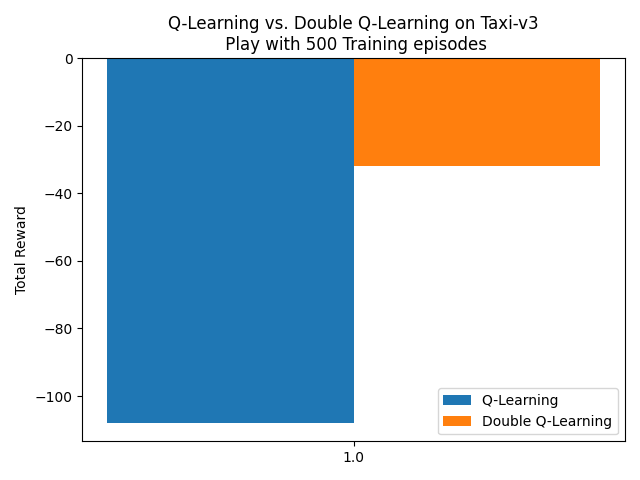 Q-Learning vs. Double Q-Learning on Taxi-v3
Play with 500 Training episodes
0
−20
−40
−60
−80
−100
Total Reward
1.0
Q-Learning
Double Q-Learning